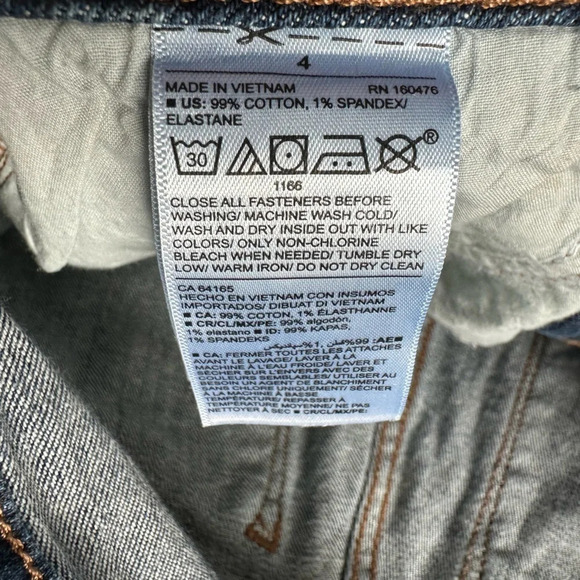 4
MADE IN VIETNAM RN 160476
■ US: 99% COTTON, 1% SPANDEX/
ELASTANE
30 ®
1166
CLOSE ALL FASTENERS BEFORE
WASHING/ MACHINE WASH COLD/
WASH AND DRY INSIDE OUT WITH LIKE
COLORS/ ONLY NON-CHLORINE
BLEACH WHEN NEEDED/ TUMBLE DRY
LOW/ WARM IRON/ DO NOT DRY CLEAN
CA 64165
HECHO EN VIETNAM CON INSUMOS
IMPORTADOS/ DIBUAT DI VIETNAM
■ CA: 99% COTON, 1% ÉLASTHANNE
■ CR/CL/MX/PE: 99% algodón,
1% elastano ■ ID: 99% KAPAS,
1% SPANDEKS
■ AE: 99% قطن, 1%
■ CA: FERMER TOUTES LES ATTACHES
AVANT LE LAVAGE/ LAVER À LA
MACHINE À L'EAU FROIDE/ LAVER ET
SÉCHER SUR L'ENVERS AVEC DES
COULEURS SEMBLABLES/ UTILISER AU
BESOIN UN AGENT DE BLANCHIMENT
SANS CHLORE UNIQUEMENT/ SÉCHER
À LA MACHINE À BASSE
TEMPÉRATURE/ REPASSER À
TEMPÉRATURE MOYENNE/ NE PAS
NETTOYER À SEC ■ CR/CL/MX/PE: